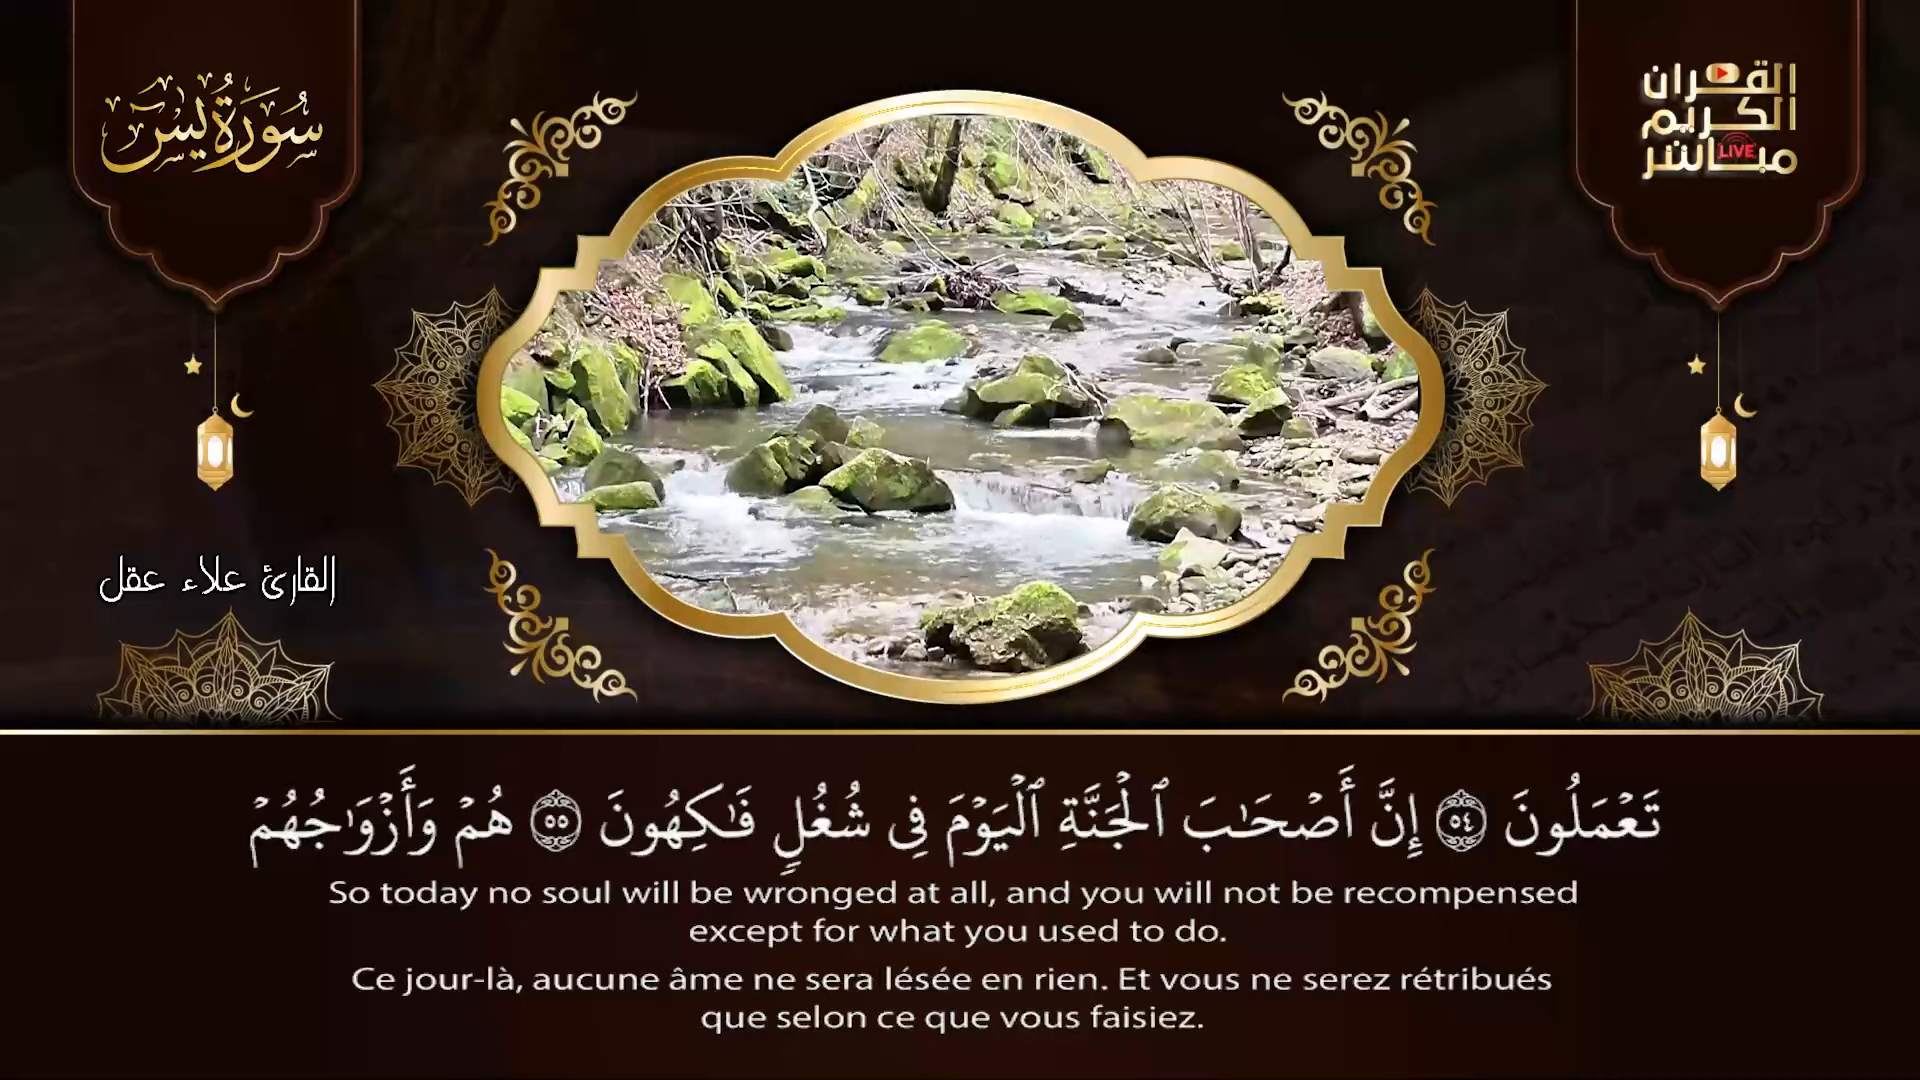 سُورَةُ يسٓ
القرآن
الكريم
مباشر
LIVE
القارئ علاء عقل
تَعْمَلُونَ ٥٤ إِنَّ أَصْحَـٰبَ ٱلْجَنَّةِ ٱلْيَوْمَ فِى شُغُلٍ فَـٰكِهُونَ ٥٥ هُمْ وَأَزْوَٰجُهُمْ
So today no soul will be wronged at all, and you will not be recompensed
except for what you used to do.
Ce jour-là, aucune âme ne sera lésée en rien. Et vous ne serez rétribués
que selon ce que vous faisiez.